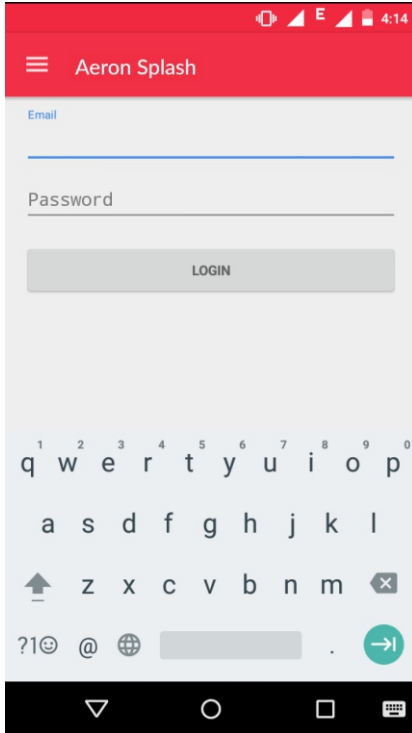 E 4:14
Aeron Splash
Email
Password
LOGIN
1 2 3 4 5 6 7 8 9 0
q w e r t y u i o p
a s d f g h j k l
z x c v b n m
?1☺ @ .